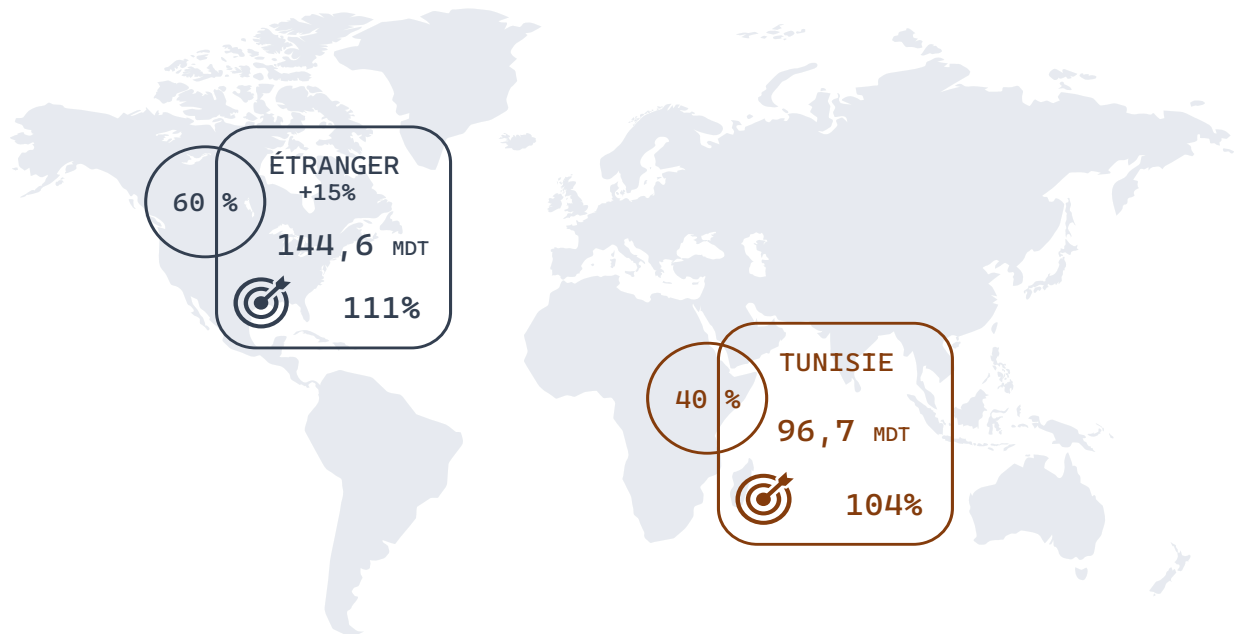 ÉTRANGER
+15%
60 %
144,6 MDT
111%
TUNISIE
40 %
96,7 MDT
104%